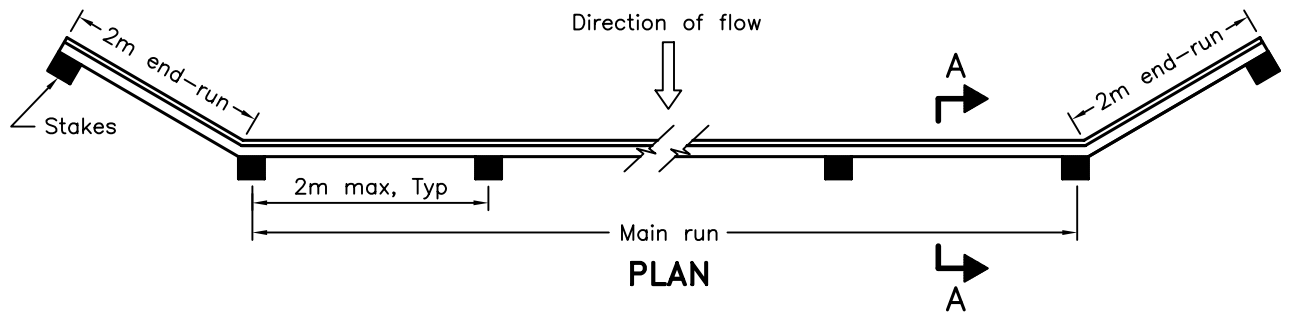 Direction of flow
2m end-run
A
2m end-run
Stakes
2m max, Typ
Main run
PLAN
A